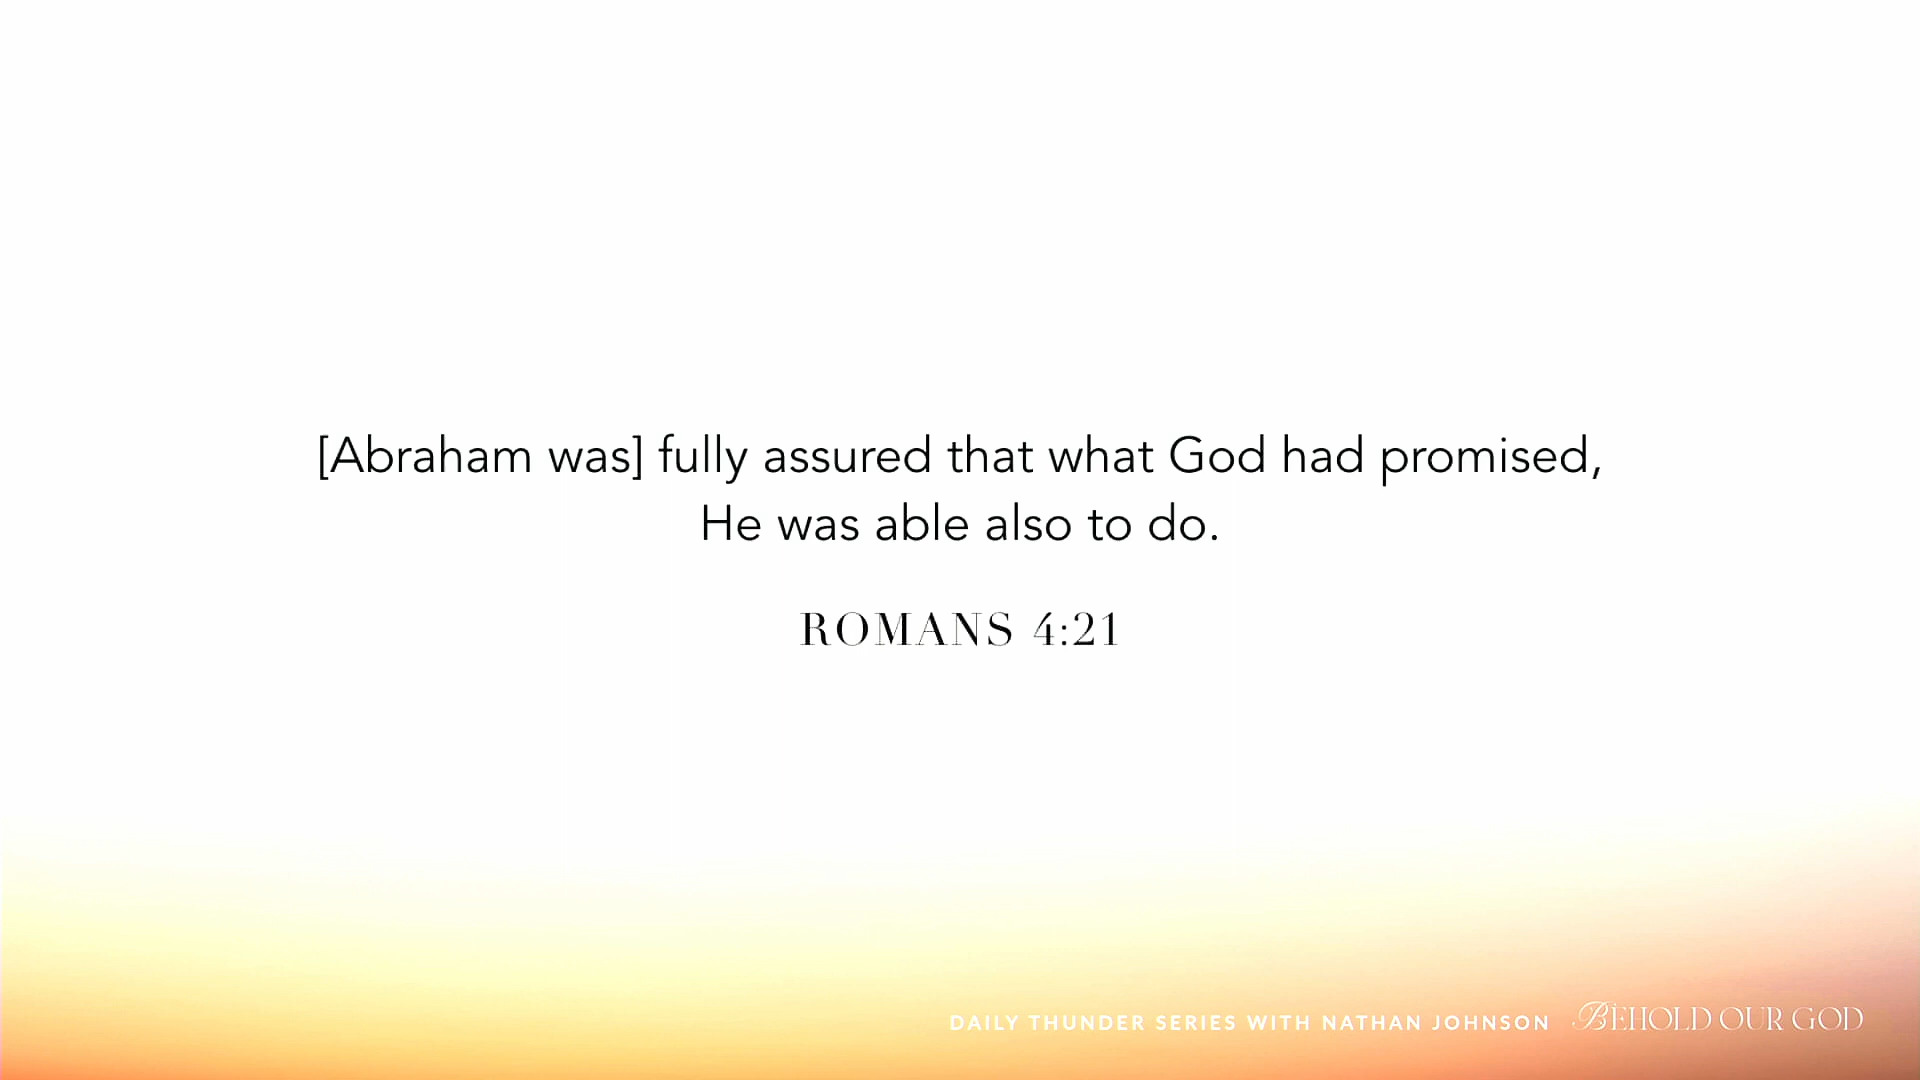 [Abraham was] fully assured that what God had promised,
He was able also to do.
ROMANS 4:21
DAILY THUNDER SERIES WITH NATHAN JOHNSON
BEHOLD OUR GOD